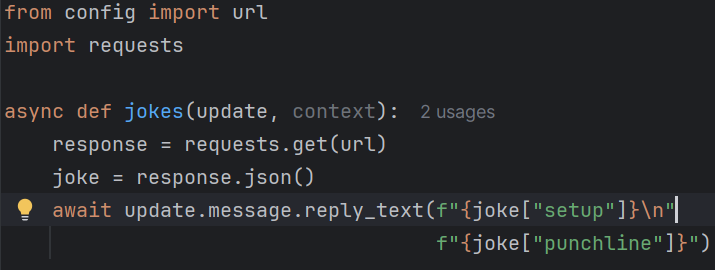 from config import url
import requests
async def jokes(update, context): 2 usages
    response = requests.get(url)
    joke = response.json()
    await update.message.reply_text(f"{joke["setup"]}\n"
                                    f"{joke["punchline"]}")